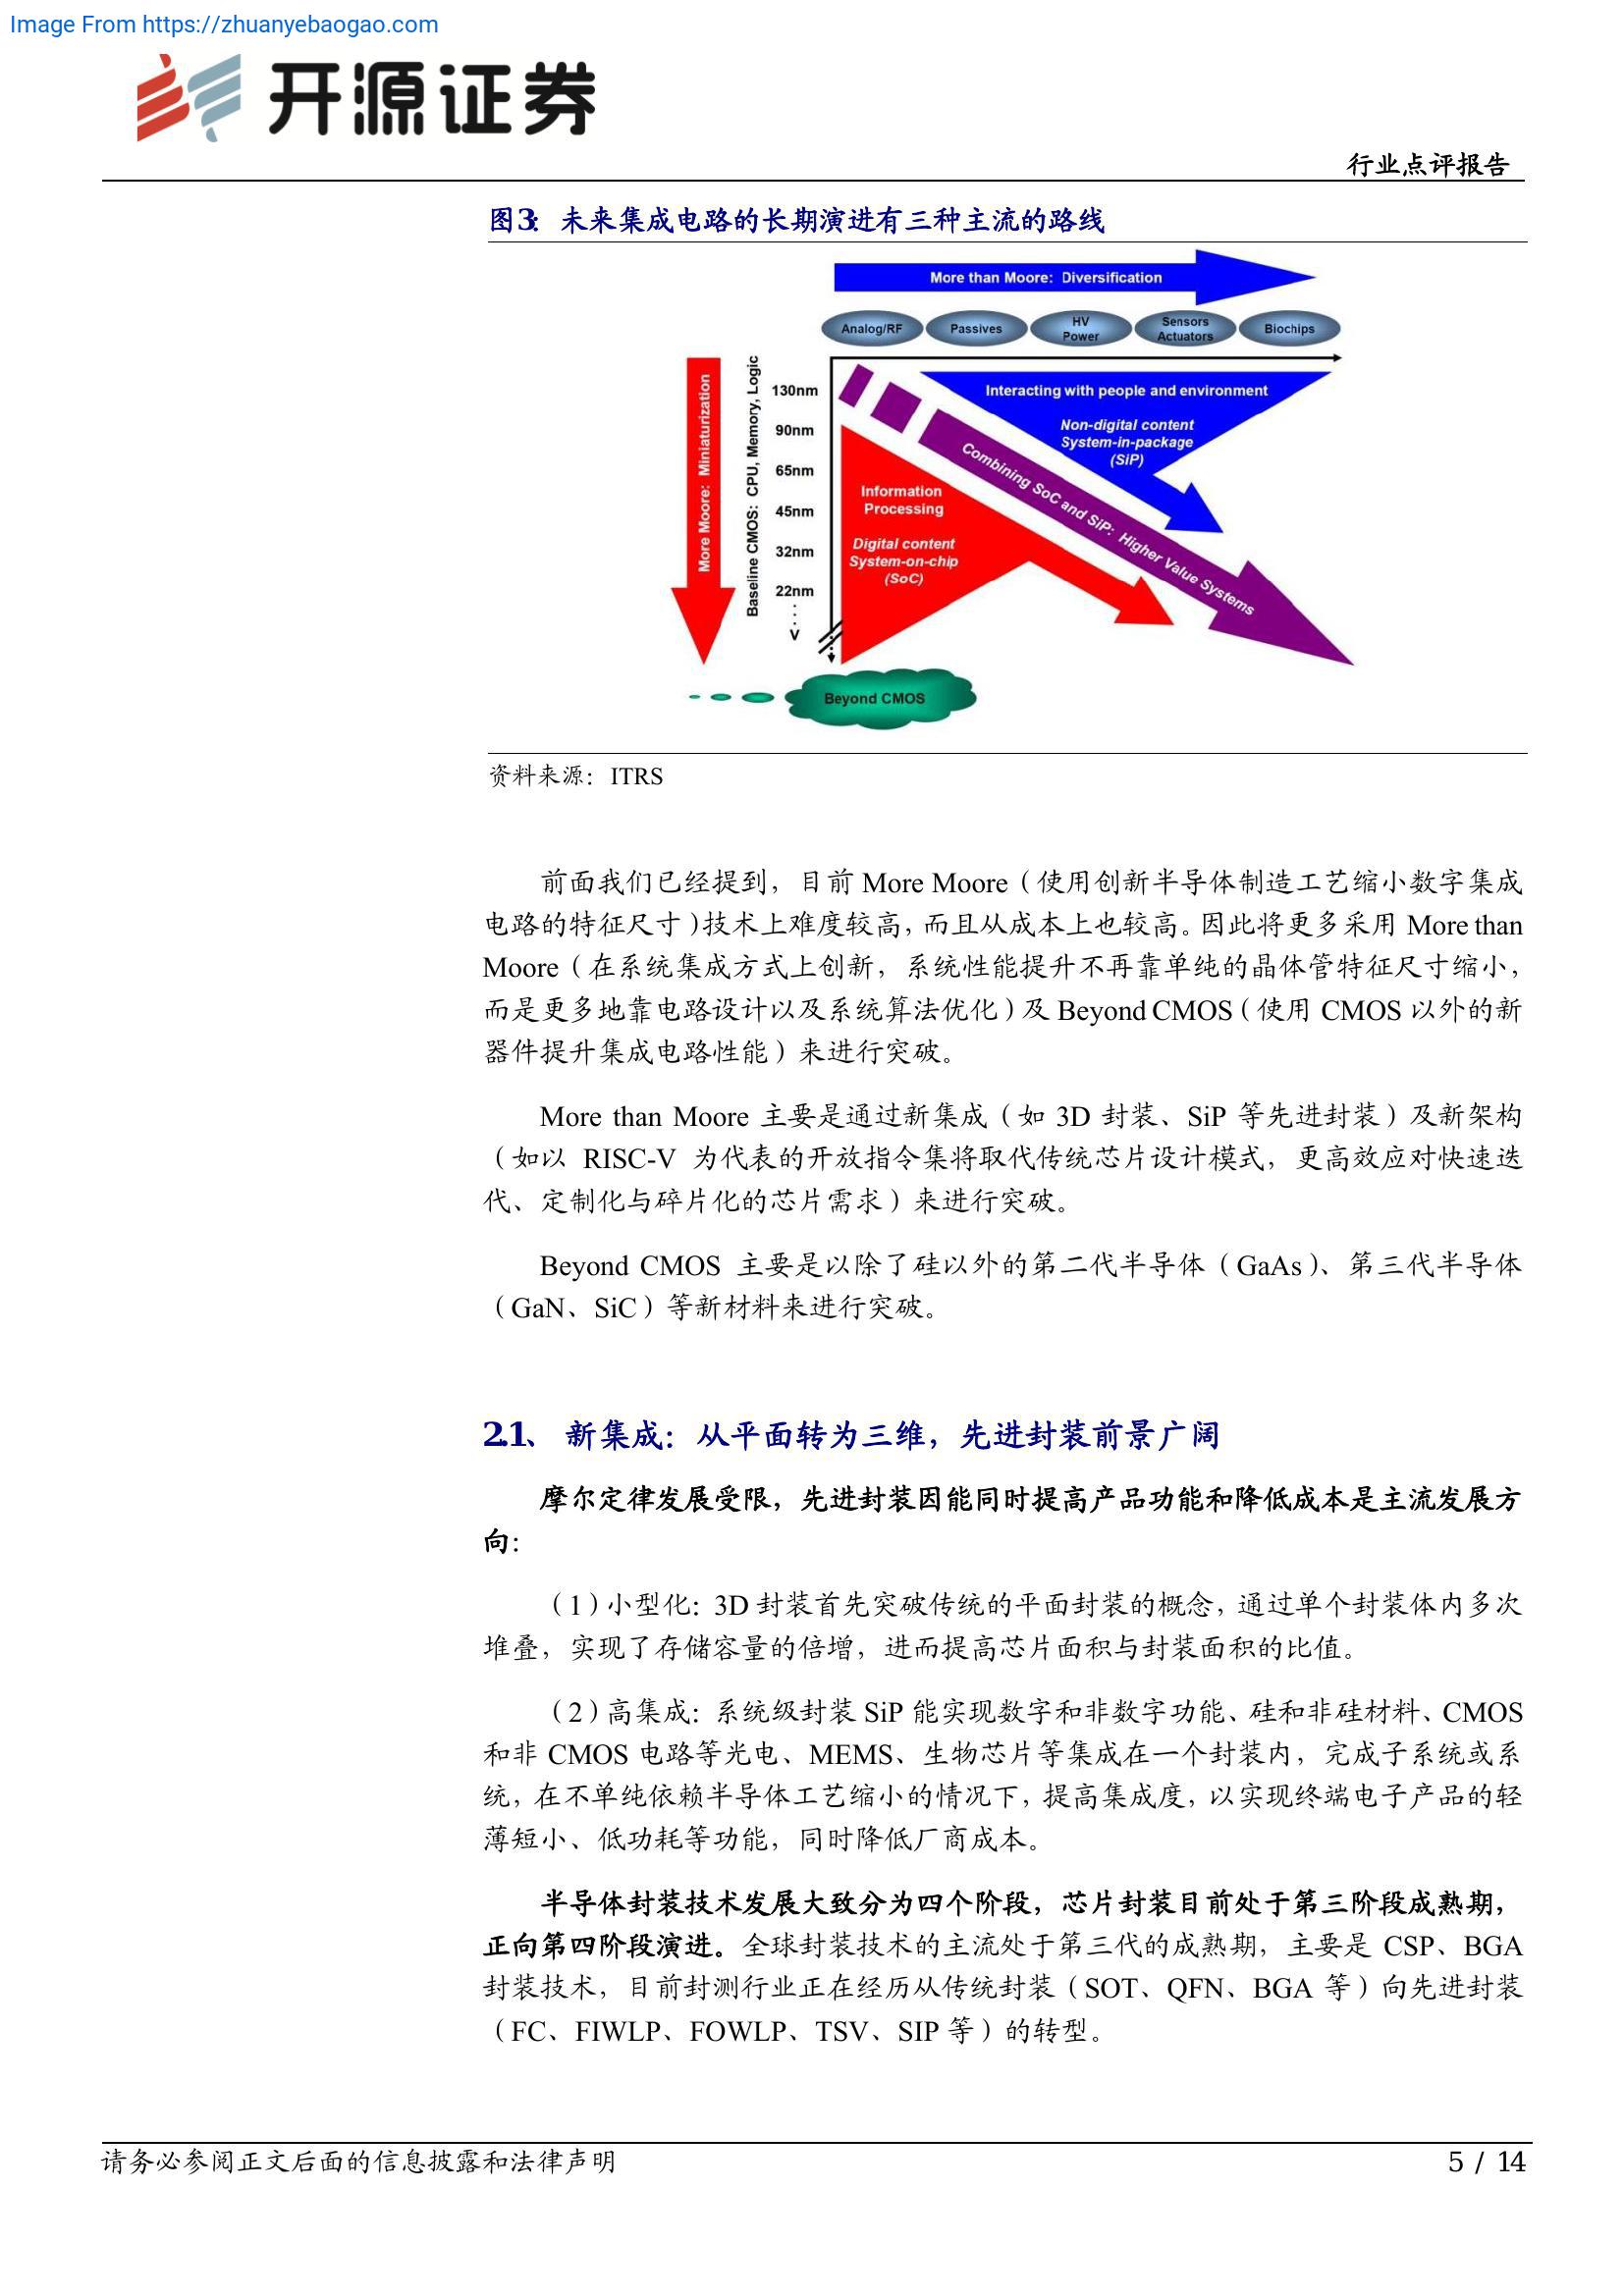 Image From https://zhuanyebaogao.com
开源证券
行业点评报告
图3： 未来集成电路的长期演进有三种主流的路线
More than Moore: Diversification
Analog/RF
Passives
HV
Power
Sensors
Actuators
Biochips
More Moore: Miniaturization
Baseline CMOS: CPU, Memory, Logic
130nm
90nm
65nm
45nm
32nm
22nm
V
Interacting with people and environment
Non-digital content
System-in-package
(SiP)
Combining SoC and SiP: Higher Value Systems
Information
Processing
Digital content
System-on-chip
(SoC)
Beyond CMOS
资料来源：ITRS
前面我们已经提到，目前 More Moore（使用创新半导体制造工艺缩小数字集成
电路的特征尺寸）技术上难度较高，而且从成本上也较高。因此将更多采用 More than
Moore（在系统集成方式上创新，系统性能提升不再靠单纯的晶体管特征尺寸缩小，
而是更多地靠电路设计以及系统算法优化）及 Beyond CMOS（使用 CMOS 以外的新
器件提升集成电路性能）来进行突破。
More than Moore 主要是通过新集成（如 3D 封装、SiP 等先进封装）及新架构
（如以 RISC-V 为代表的开放指令集将取代传统芯片设计模式，更高效应对快速迭
代、定制化与碎片化的芯片需求）来进行突破。
Beyond CMOS 主要是以除了硅以外的第二代半导体（GaAs）、第三代半导体
（GaN、SiC）等新材料来进行突破。
2.1、 新集成：从平面转为三维，先进封装前景广阔
摩尔定律发展受限，先进封装因能同时提高产品功能和降低成本是主流发展方
向：
（1）小型化：3D 封装首先突破传统的平面封装的概念，通过单个封装体内多次
堆叠，实现了存储容量的倍增，进而提高芯片面积与封装面积的比值。
（2）高集成：系统级封装 SiP 能实现数字和非数字功能、硅和非硅材料、CMOS
和非 CMOS 电路等光电、MEMS、生物芯片等集成在一个封装内，完成子系统或系
统，在不单纯依赖半导体工艺缩小的情况下，提高集成度，以实现终端电子产品的轻
薄短小、低功耗等功能，同时降低厂商成本。
半导体封装技术发展大致分为四个阶段，芯片封装目前处于第三阶段成熟期，
正向第四阶段演进。全球封装技术的主流处于第三代的成熟期，主要是 CSP、BGA
封装技术，目前封测行业正在经历从传统封装（SOT、QFN、BGA 等）向先进封装
（FC、FIWLP、FOWLP、TSV、SIP 等）的转型。
请务必参阅正文后面的信息披露和法律声明
5 / 14